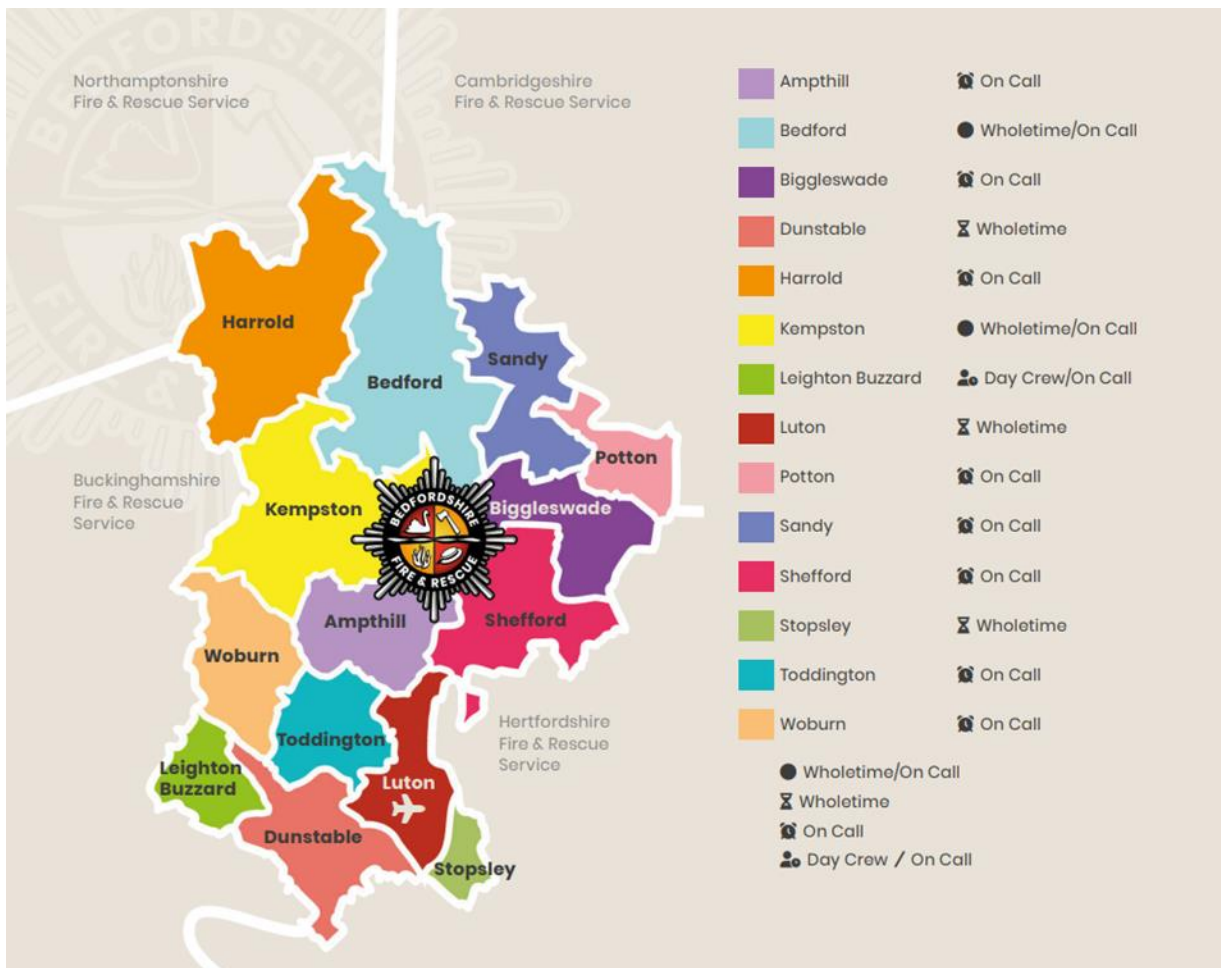 BEDFORDSHIRE
FIRE &
Northamptonshire
Fire & Rescue Service
Cambridgeshire
Fire & Rescue Service
Harrold
Bedford
Sandy
Potton
Buckinghamshire
Fire & Rescue
Service
Kempston
Biggleswade
BEDFORDSHIRE
FIRE & RESCUE
Ampthill
Shefford
Woburn
Toddington
Hertfordshire
Fire & Rescue
Service
Leighton
Buzzard
Luton
Dunstable
Stopsley
Ampthill On Call
Bedford Wholetime/On Call
Biggleswade On Call
Dunstable Wholetime
Harrold On Call
Kempston Wholetime/On Call
Leighton Buzzard Day Crew/On Call
Luton Wholetime
Potton On Call
Sandy On Call
Shefford On Call
Stopsley Wholetime
Toddington On Call
Woburn On Call
Wholetime/On Call
Wholetime
On Call
Day Crew / On Call